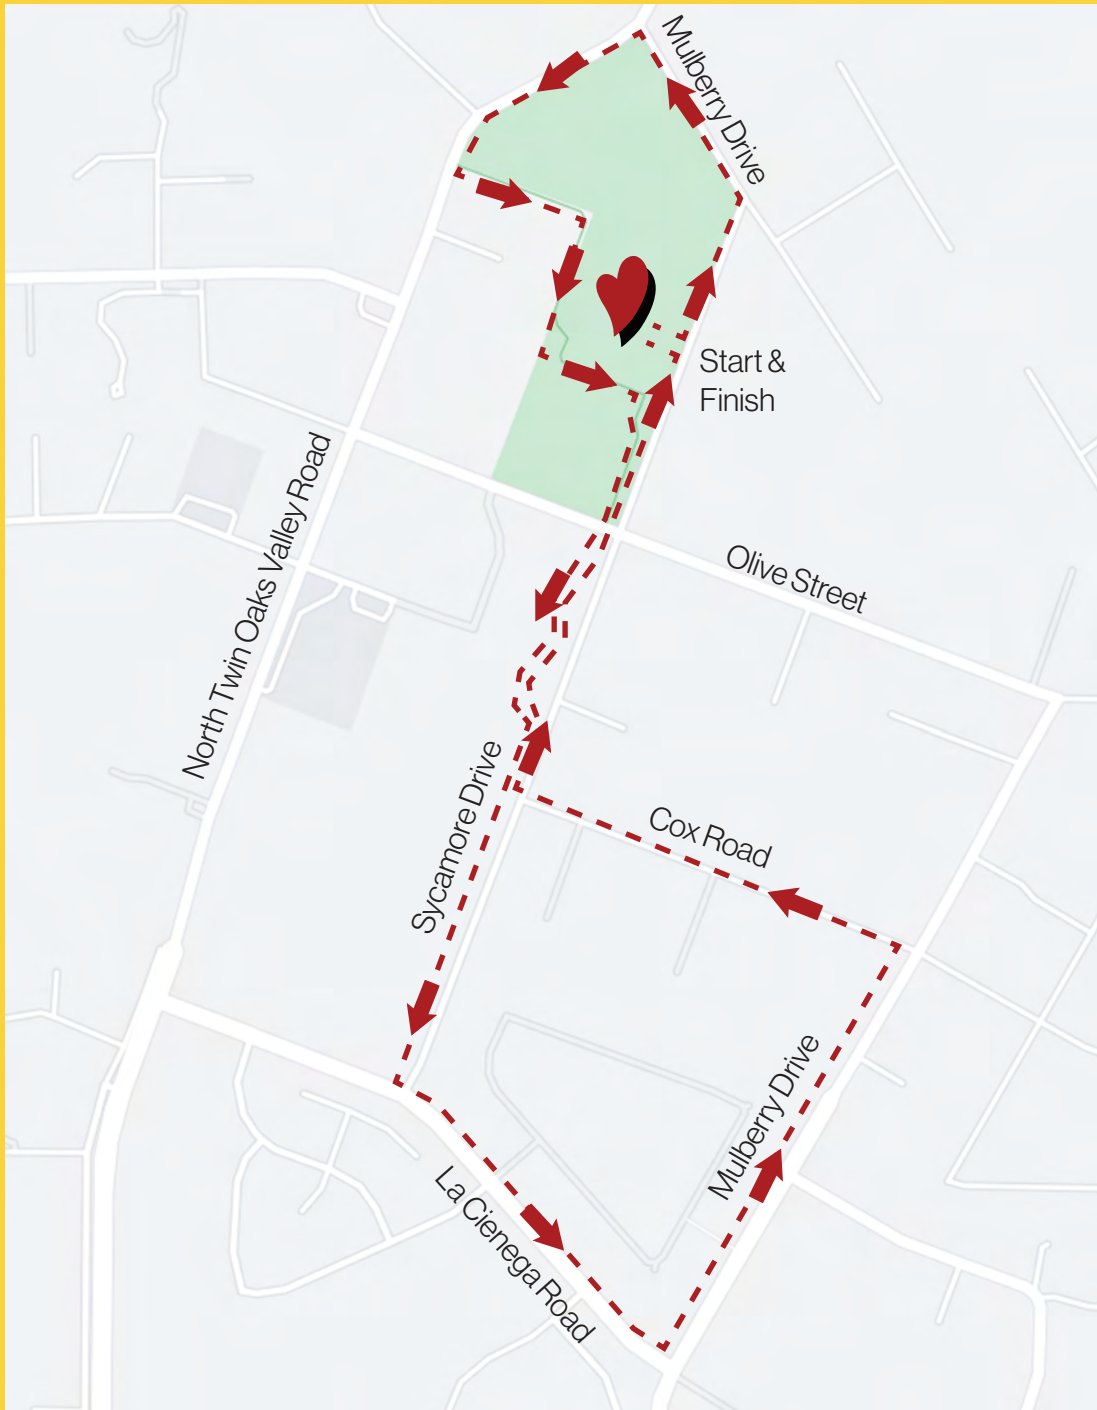 Mulberry Drive
Start &
Finish
North Twin Oaks Valley Road
Olive Street
Sycamore Drive
Cox Road
Mulberry Drive
La Cienega Road